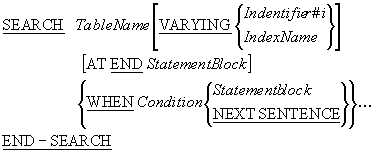 SEARCH TableName [VARYING {Indentifier#i
IndexName}]
[AT END StatementBlock]
{WHEN Condition {Statementblock
NEXT SENTENCE}}...
END - SEARCH